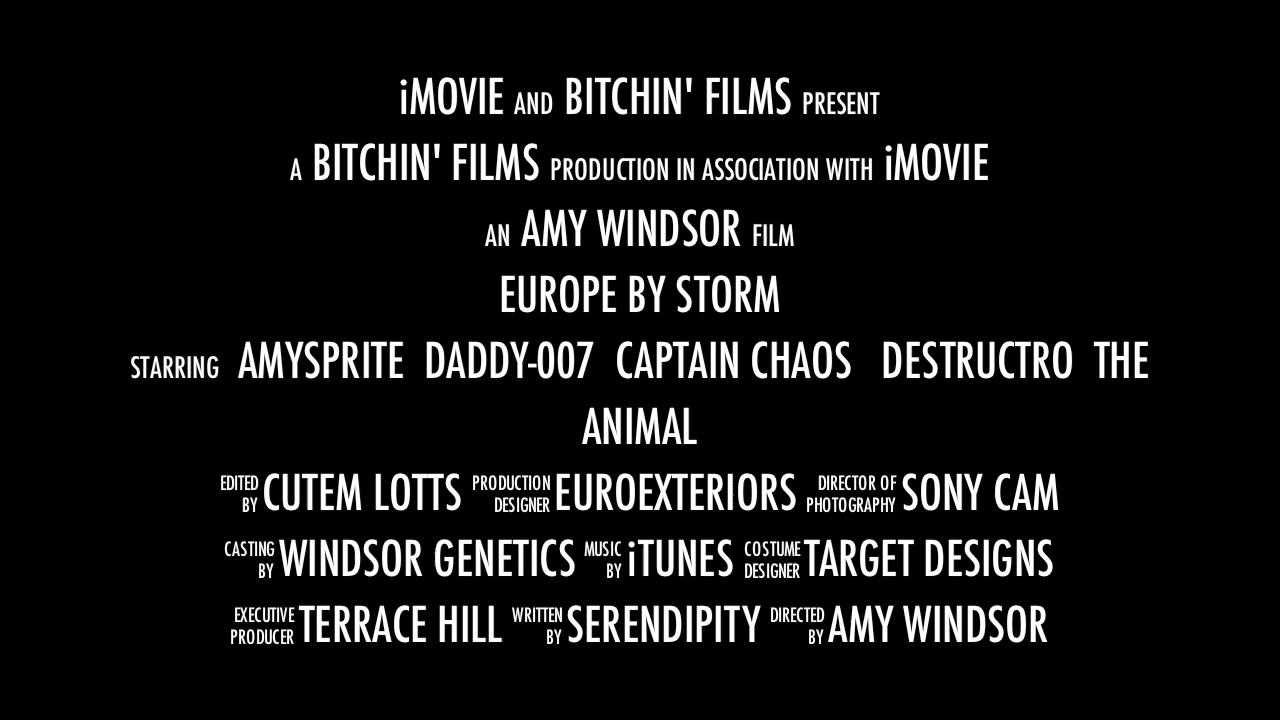 iMOVIE AND BITCHIN' FILMS PRESENT
A BITCHIN' FILMS PRODUCTION IN ASSOCIATION WITH iMOVIE
AN AMY WINDSOR FILM
EUROPE BY STORM
STARRING AMYSPRITE DADDY-007 CAPTAIN CHAOS DESTRUCTRO THE
ANIMAL
EDITED BY CUTEM LOTTS PRODUCTION DESIGNER EUROEXTERIORS DIRECTOR OF PHOTOGRAPHY SONY CAM
CASTING BY WINDSOR GENETICS MUSIC BY iTUNES COSTUME DESIGNER TARGET DESIGNS
EXECUTIVE PRODUCER TERRACE HILL WRITTEN BY SERENDIPITY DIRECTED BY AMY WINDSOR